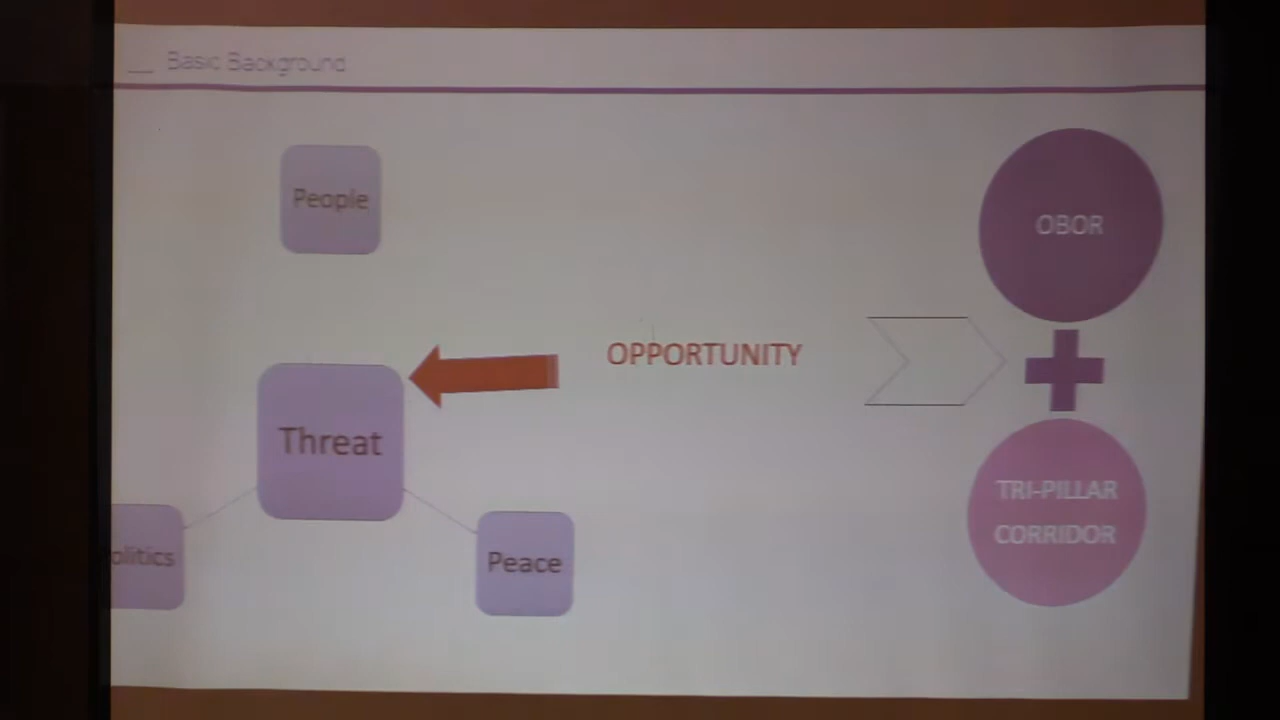 Basic Background
People
OBOR
OPPORTUNITY
Threat
TRI-PILLAR
CORRIDOR
olitics
Peace